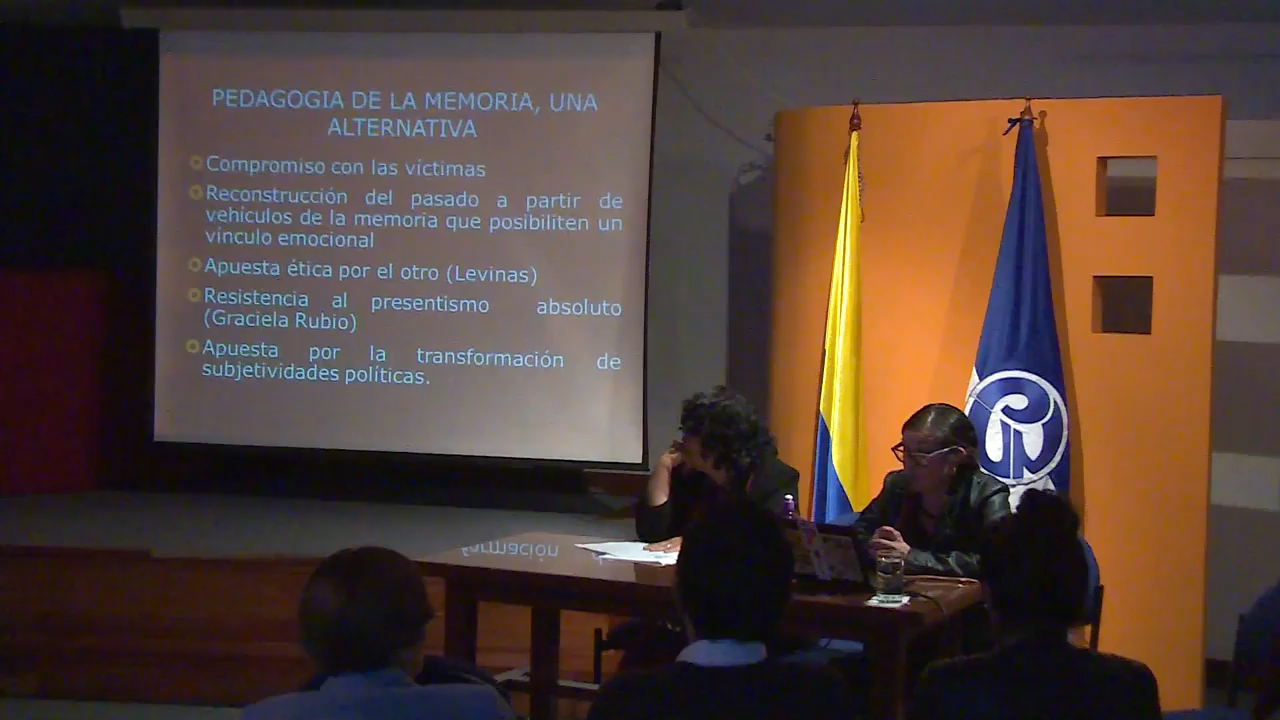 PEDAGOGIA DE LA MEMORIA, UNA
ALTERNATIVA
Compromiso con las víctimas
Reconstrucción del pasado a partir de
vehículos de la memoria que posibiliten un
vínculo emocional
Apuesta ética por el otro (Levinas)
Resistencia al presentismo absoluto
(Graciela Rubio)
Apuesta por la transformación de
subjetividades políticas.